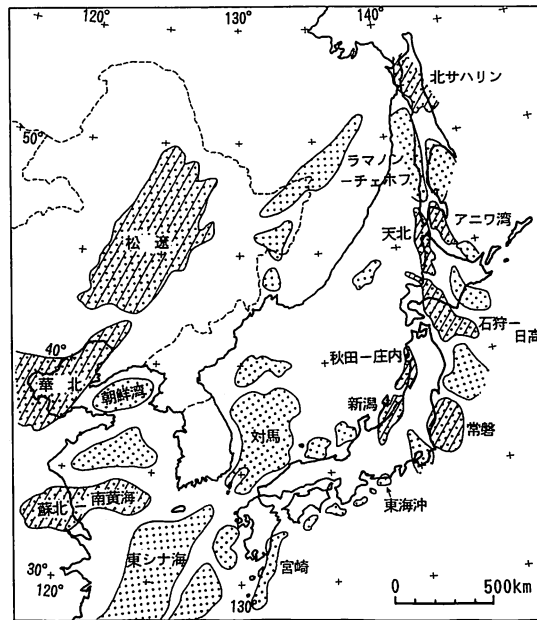 120°
130°
140°
北サハリン
50°
ラマノン
ーチェホフ
アニワ湾
天北
松遼
石狩ー
日高
40°
秋田ー庄内
華北
朝鮮湾
新潟
対馬
常磐
蘇北ー南黄海
東海沖
東シナ海
宮崎
30°
120°
130°
0 500km